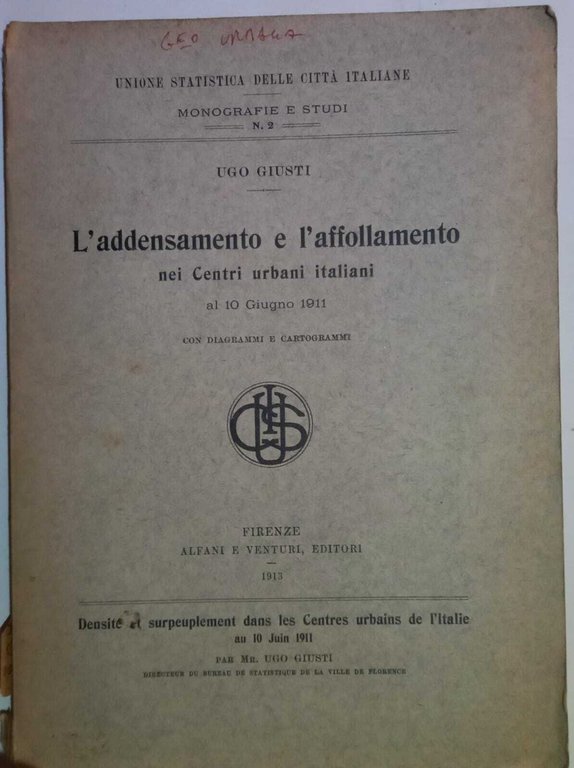 GEO URBANA
UNIONE STATISTICA DELLE CITTÀ ITALIANE
MONOGRAFIE E STUDI
N. 2
UGO GIUSTI
L'addensamento e l'affollamento
nei Centri urbani italiani
al 10 Giugno 1911
CON DIAGRAMMI E CARTOGRAMMI
FIRENZE
ALFANI E VENTURI, EDITORI
1913
Densité et surpeuplement dans les Centres urbains de l'Italie
au 10 Juin 1911
PAR MR. UGO GIUSTI
DIRECTEUR DU BUREAU DE STATISTIQUE DE LA VILLE DE FLORENCE